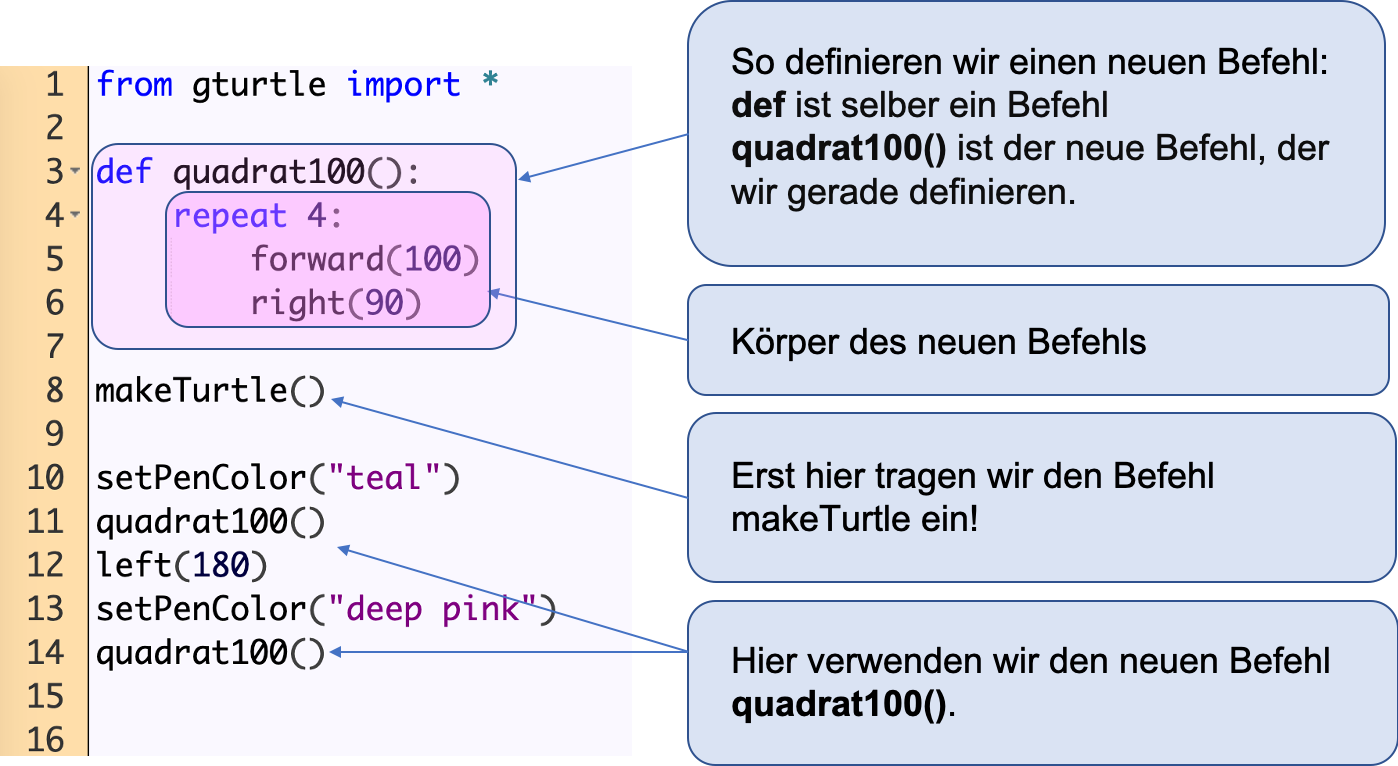 1 from gturtle import *
2
3 def quadrat100():
4 repeat 4:
5 forward(100)
6 right(90)
7
8 makeTurtle()
9
10 setPenColor("teal")
11 quadrat100()
12 left(180)
13 setPenColor("deep pink")
14 quadrat100()
15
16
So definieren wir einen neuen Befehl:
def ist selber ein Befehl
quadrat100() ist der neue Befehl, der
wir gerade definieren.
Körper des neuen Befehls
Erst hier tragen wir den Befehl
makeTurtle ein!
Hier verwenden wir den neuen Befehl
quadrat100().